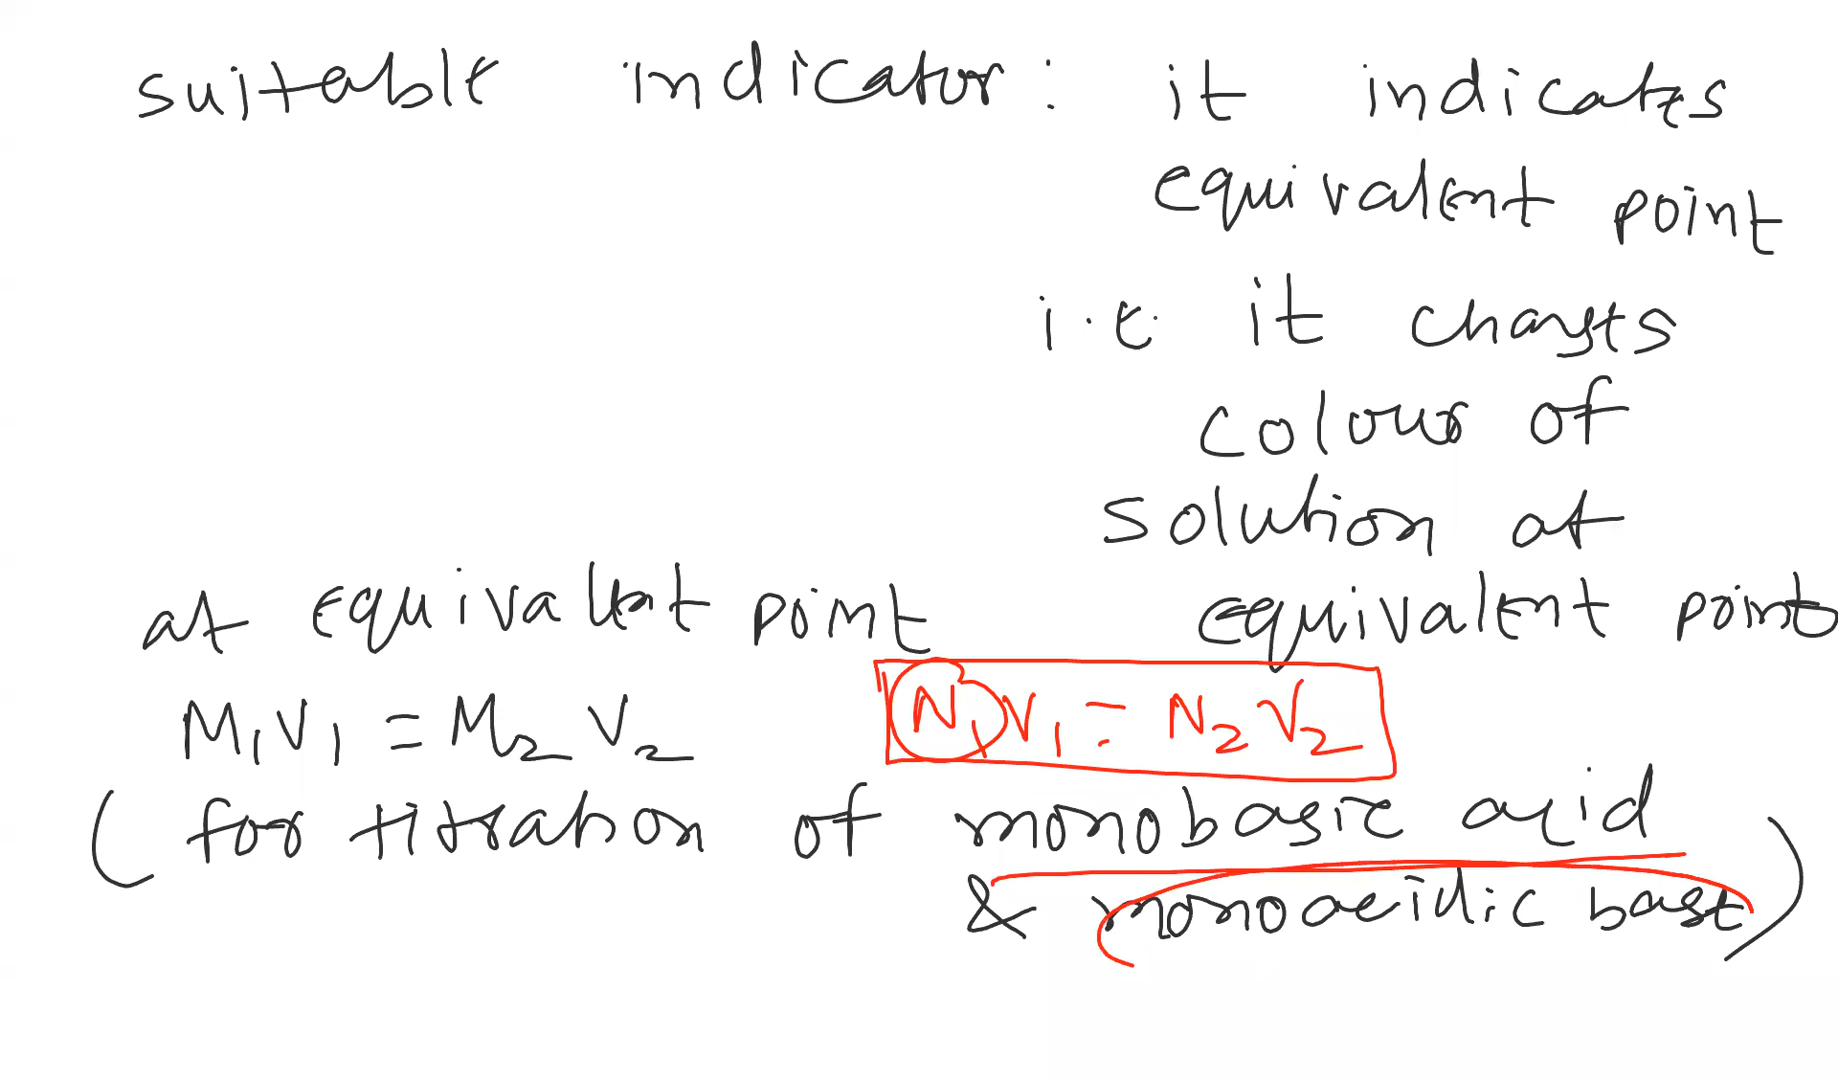 suitable indicator : it indicates
equivalent point
i.e. it changes
colour of
solution at
equivalent point
at equivalent point
M₁V₁ = M₂V₂ N₁V₁ = N₂V₂
( for titration of monobasic acid
& monoacidic base )